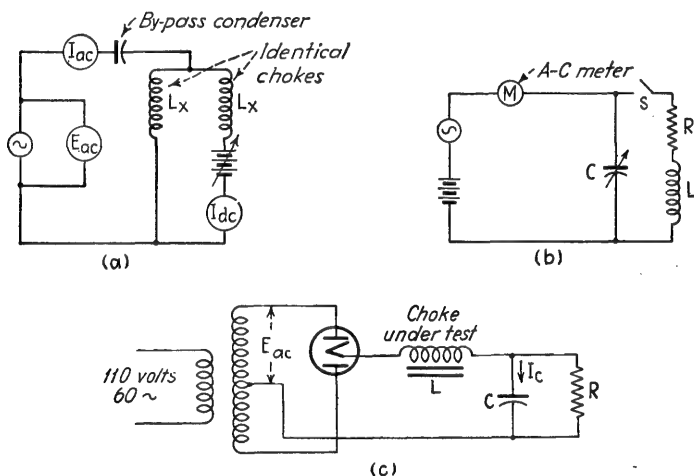 By-pass condenser
Iac
Identical
chokes
Lx
Lx
Eac
Idc
(a)
A-C meter
M
S
R
C
L
(b)
Choke
under test
Eac
110 volts
60 ~
L
Ic
C
R
(c)